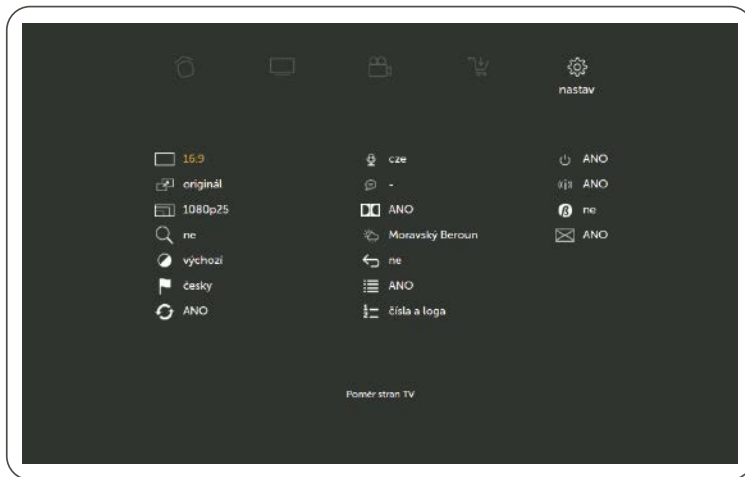 nastav
16:9
originál
1080p25
ne
výchozí
česky
ANO
cze
-
ANO
Moravský Beroun
ne
ANO
čísla a loga
ANO
ANO
ne
ANO
Poměr stran TV